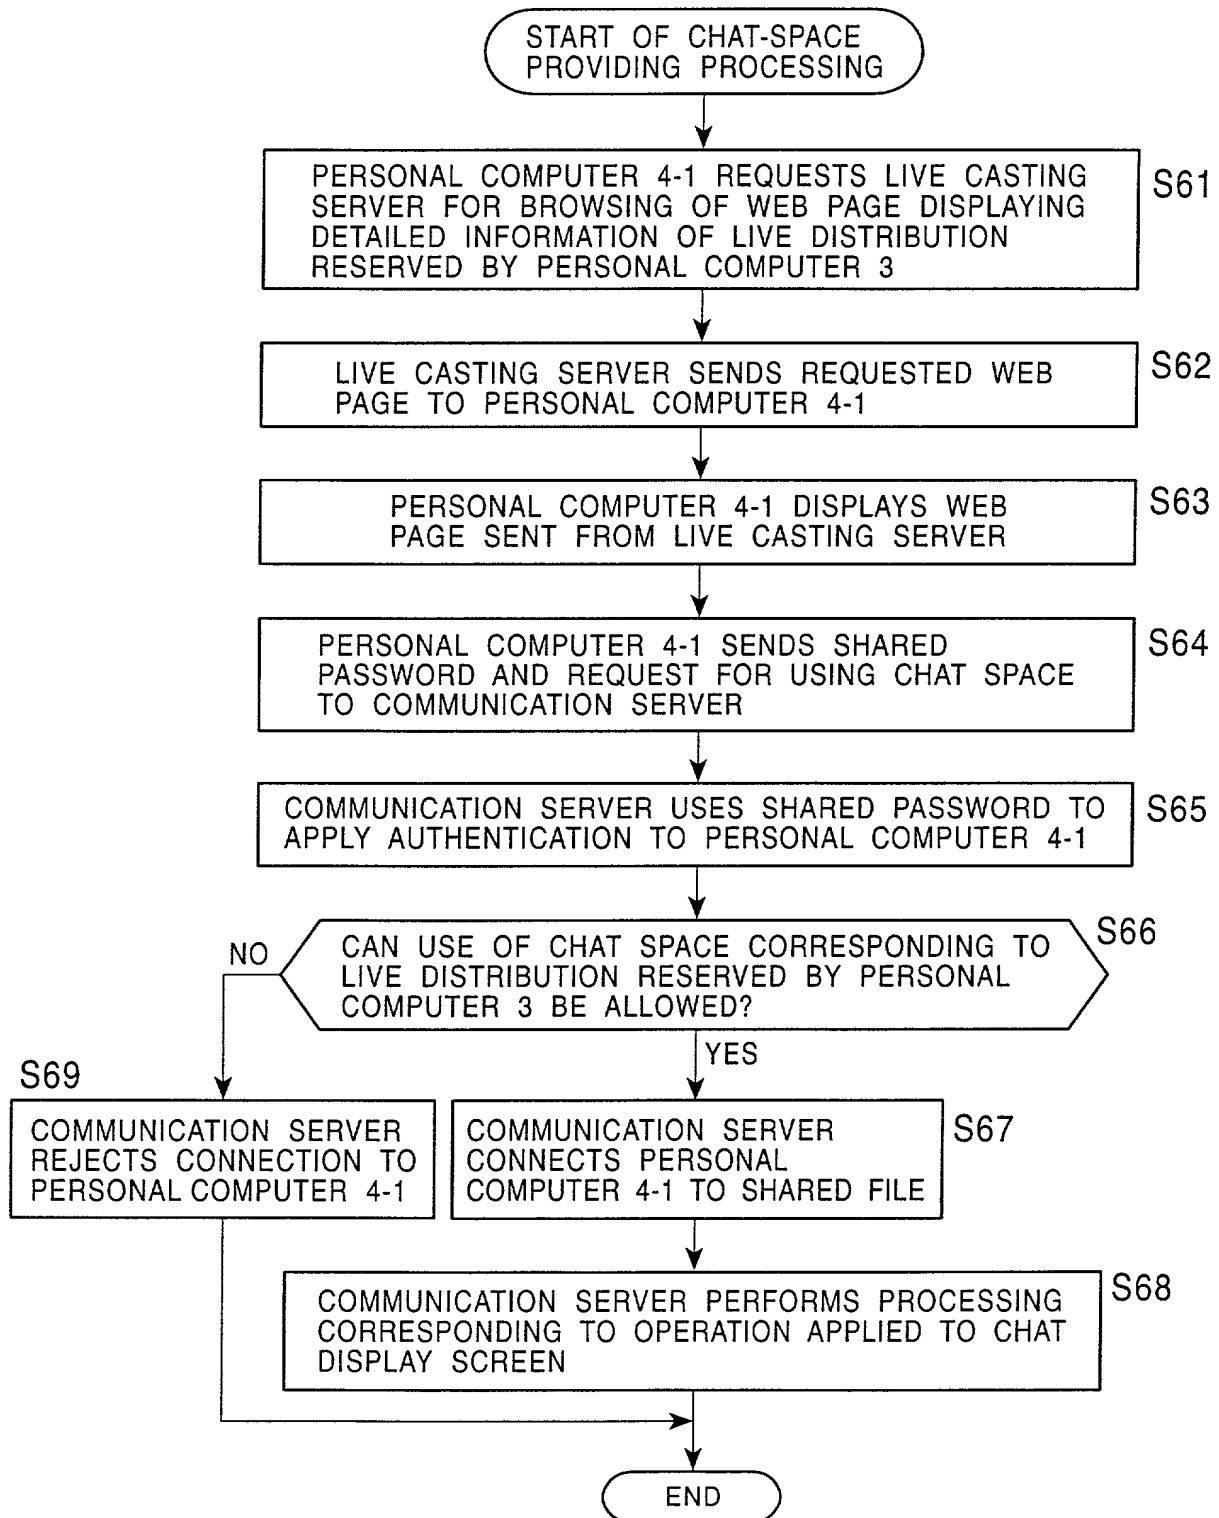 START OF CHAT-SPACE
PROVIDING PROCESSING
PERSONAL COMPUTER 4-1 REQUESTS LIVE CASTING
SERVER FOR BROWSING OF WEB PAGE DISPLAYING
DETAILED INFORMATION OF LIVE DISTRIBUTION
RESERVED BY PERSONAL COMPUTER 3
S61
LIVE CASTING SERVER SENDS REQUESTED WEB
PAGE TO PERSONAL COMPUTER 4-1
S62
PERSONAL COMPUTER 4-1 DISPLAYS WEB
PAGE SENT FROM LIVE CASTING SERVER
S63
PERSONAL COMPUTER 4-1 SENDS SHARED
PASSWORD AND REQUEST FOR USING CHAT SPACE
TO COMMUNICATION SERVER
S64
COMMUNICATION SERVER USES SHARED PASSWORD TO
APPLY AUTHENTICATION TO PERSONAL COMPUTER 4-1
S65
CAN USE OF CHAT SPACE CORRESPONDING TO
LIVE DISTRIBUTION RESERVED BY PERSONAL
COMPUTER 3 BE ALLOWED?
S66
NO
YES
S69
COMMUNICATION SERVER
REJECTS CONNECTION TO
PERSONAL COMPUTER 4-1
COMMUNICATION SERVER
CONNECTS PERSONAL
COMPUTER 4-1 TO SHARED FILE
S67
COMMUNICATION SERVER PERFORMS PROCESSING
CORRESPONDING TO OPERATION APPLIED TO CHAT
DISPLAY SCREEN
S68
END